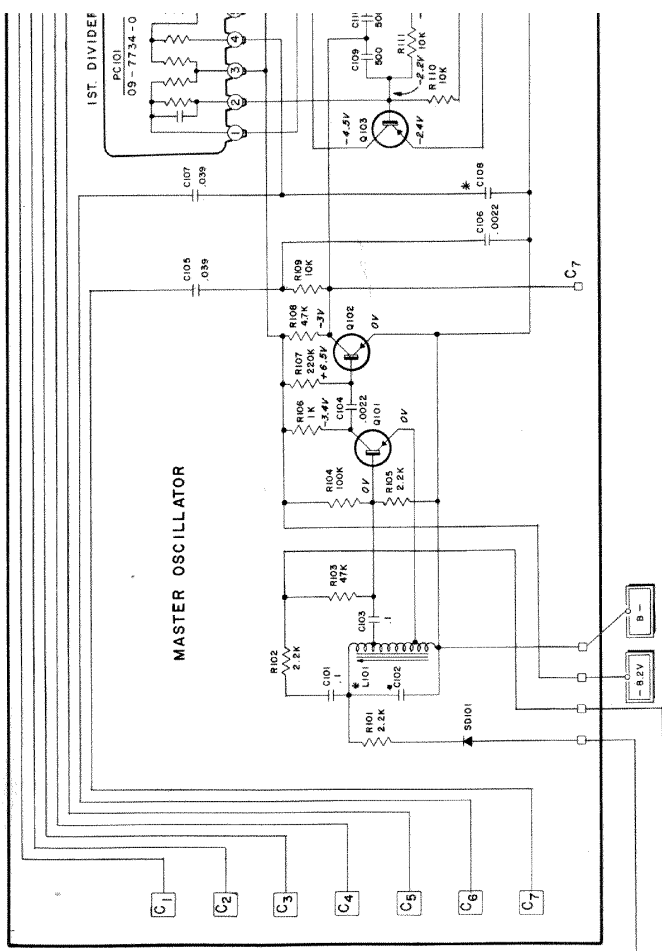 1ST. DIVIDER
PC101
09-7734-0
4
3
2
1
C111
500
C109
500
R111
10K
-2.2V
R110
10K
-4.5V
Q103
-2.4V
C107
.039
*
C108
C106
.0022
C105
.039
R109
10K
C7
R108
4.7K
-3V
Q102
0V
R107
220K
+6.5V
C104
.0022
R106
1K
-3.4V
Q101
0V
R104
100K
0V
R105
2.2K
MASTER OSCILLATOR
R103
47K
C103
.1
R102
2.2K
C101
.1
L101
*
*
C102
R101
2.2K
SD101
B-
-8.2V
C1
C2
C3
C4
C5
C6
C7